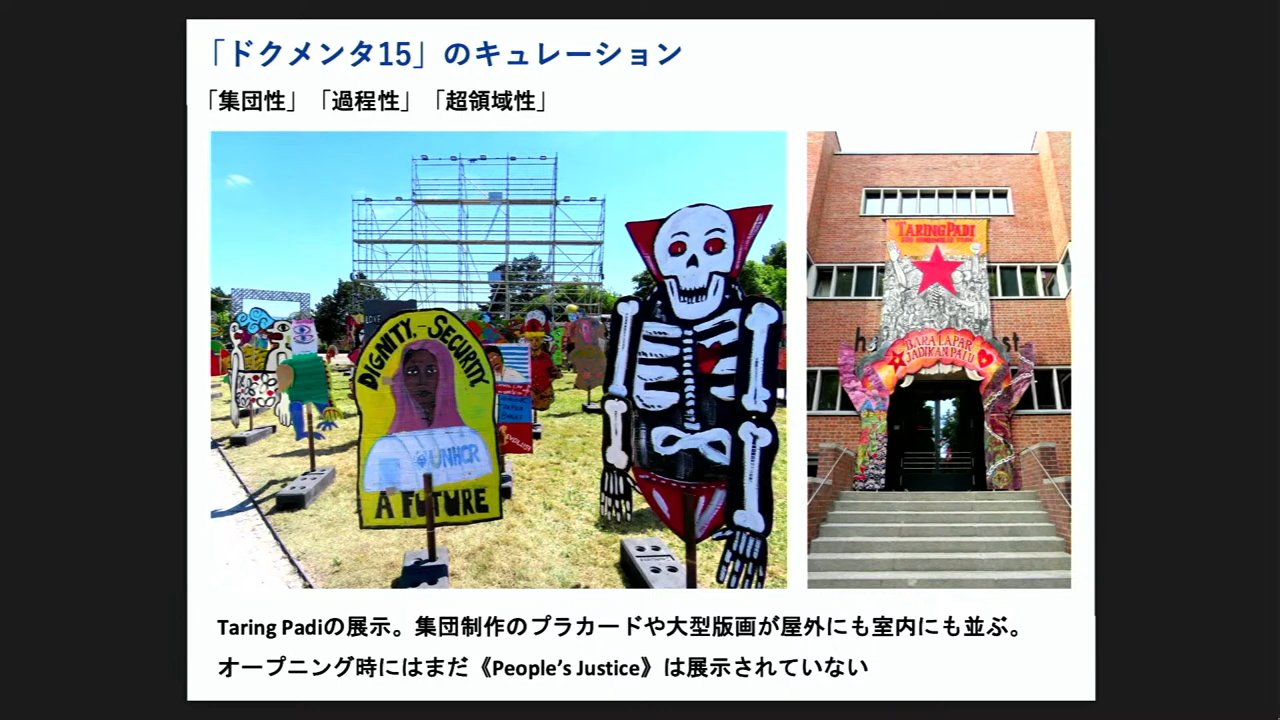 「ドクメンタ15」のキュレーション
「集団性」「過程性」「超領域性」
LOVE
DIGNITY, – SECURITY
UNHCR
A FUTURE
TARING PADI
BARA LAPAR
JADIKAN PALU
h
st
Taring Padiの展示。集団制作のプラカードや大型版画が屋外にも室内にも並ぶ。
オープニング時にはまだ《People’s Justice》は展示されていない